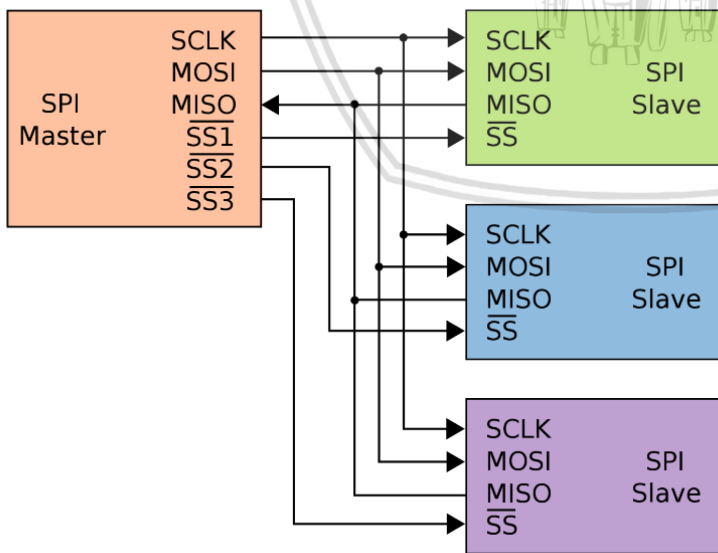 SPI
Master
SCLK
MOSI
MISO
SS1
SS2
SS3
SCLK
MOSI
MISO
SS
SPI
Slave
SCLK
MOSI
MISO
SS
SPI
Slave
SCLK
MOSI
MISO
SS
SPI
Slave